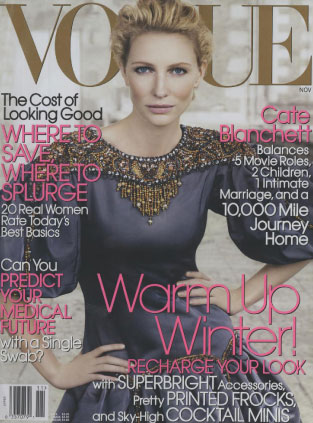 VOGUE
NOV
The Cost of
Looking Good
WHERE TO
SAVE,
WHERE TO
SPLURGE
20 Real Women
Rate Today's
Best Basics
Cate
Blanchett
Balances
5 Movie Roles,
2 Children,
1 Intimate
Marriage, and a
10,000 Mile
Journey
Home
Can You
PREDICT
YOUR
MEDICAL
FUTURE
with a Single
Swab?
Warm Up
Winter!
RECHARGE YOUR LOOK
with SUPERBRIGHT Accessories,
Pretty PRINTED FROCKS,
and Sky-High COCKTAIL MINIS